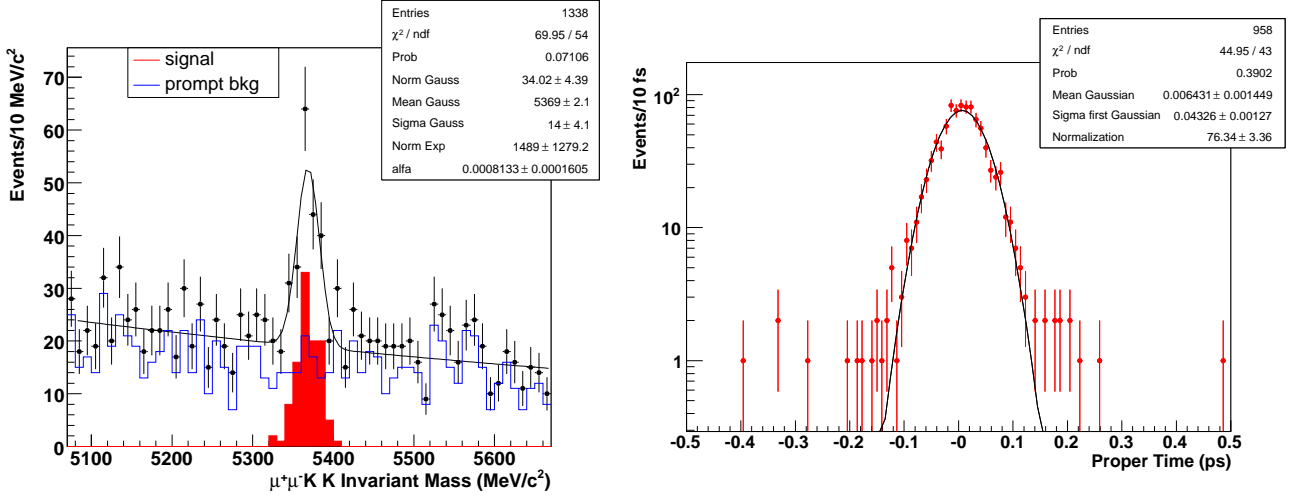 Entries 1338
χ² / ndf 69.95 / 54
Prob 0.07106
Norm Gauss 34.02 ± 4.39
Mean Gauss 5369 ± 2.1
Sigma Gauss 14 ± 4.1
Norm Exp 1489 ± 1279.2
alfa 0.0008133 ± 0.0001605
signal
prompt bkg
Events/10 MeV/c²
70
60
50
40
30
20
10
0
5100 5200 5300 5400 5500 5600
μ⁺μ⁻K K Invariant Mass (MeV/c²)
Entries 958
χ² / ndf 44.95 / 43
Prob 0.3902
Mean Gaussian 0.006431 ± 0.001449
Sigma first Gaussian 0.04326 ± 0.00127
Normalization 76.34 ± 3.36
Events/10 fs
10²
10
1
-0.5 -0.4 -0.3 -0.2 -0.1 -0 0.1 0.2 0.3 0.4 0.5
Proper Time (ps)